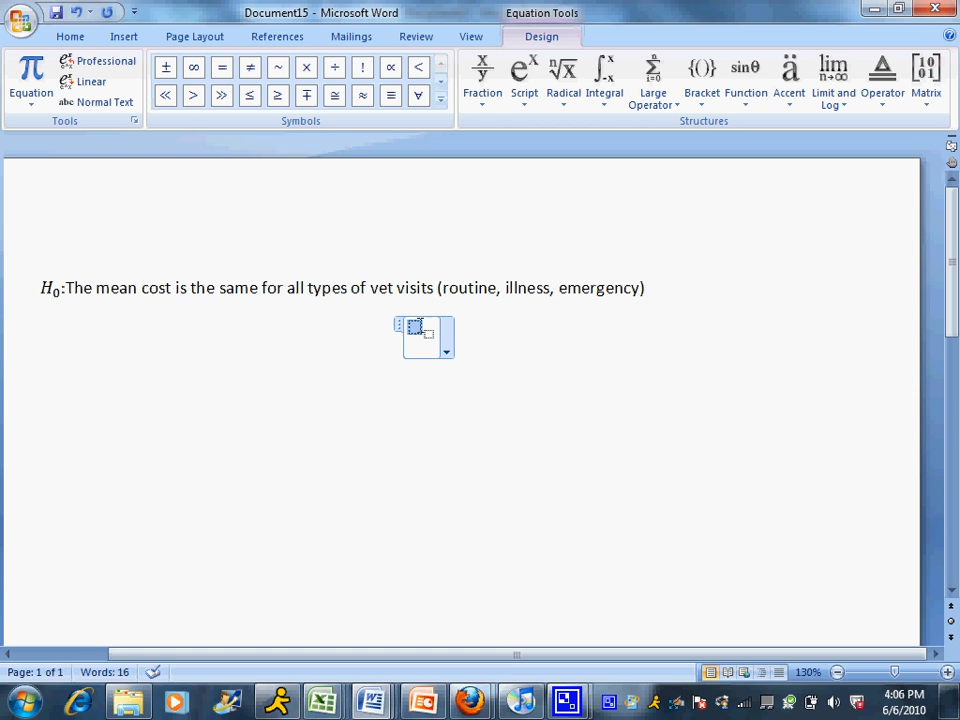 Document15 - Microsoft Word
Equation Tools
Home Insert Page Layout References Mailings Review View Design
π Equation
Professional
Linear
abc Normal Text
± ∞ = ≠ ~ × ÷ ! ∝ <
≪ > ≫ ≤ ≥ ∓ ≅ ≈ ≡ ∀
Fraction Script Radical Integral Large Operator Bracket Function Accent Limit and Log Operator Matrix
Tools Symbols Structures
H₀:The mean cost is the same for all types of vet visits (routine, illness, emergency)
Page: 1 of 1 Words: 16 130%
4:06 PM
6/6/2010